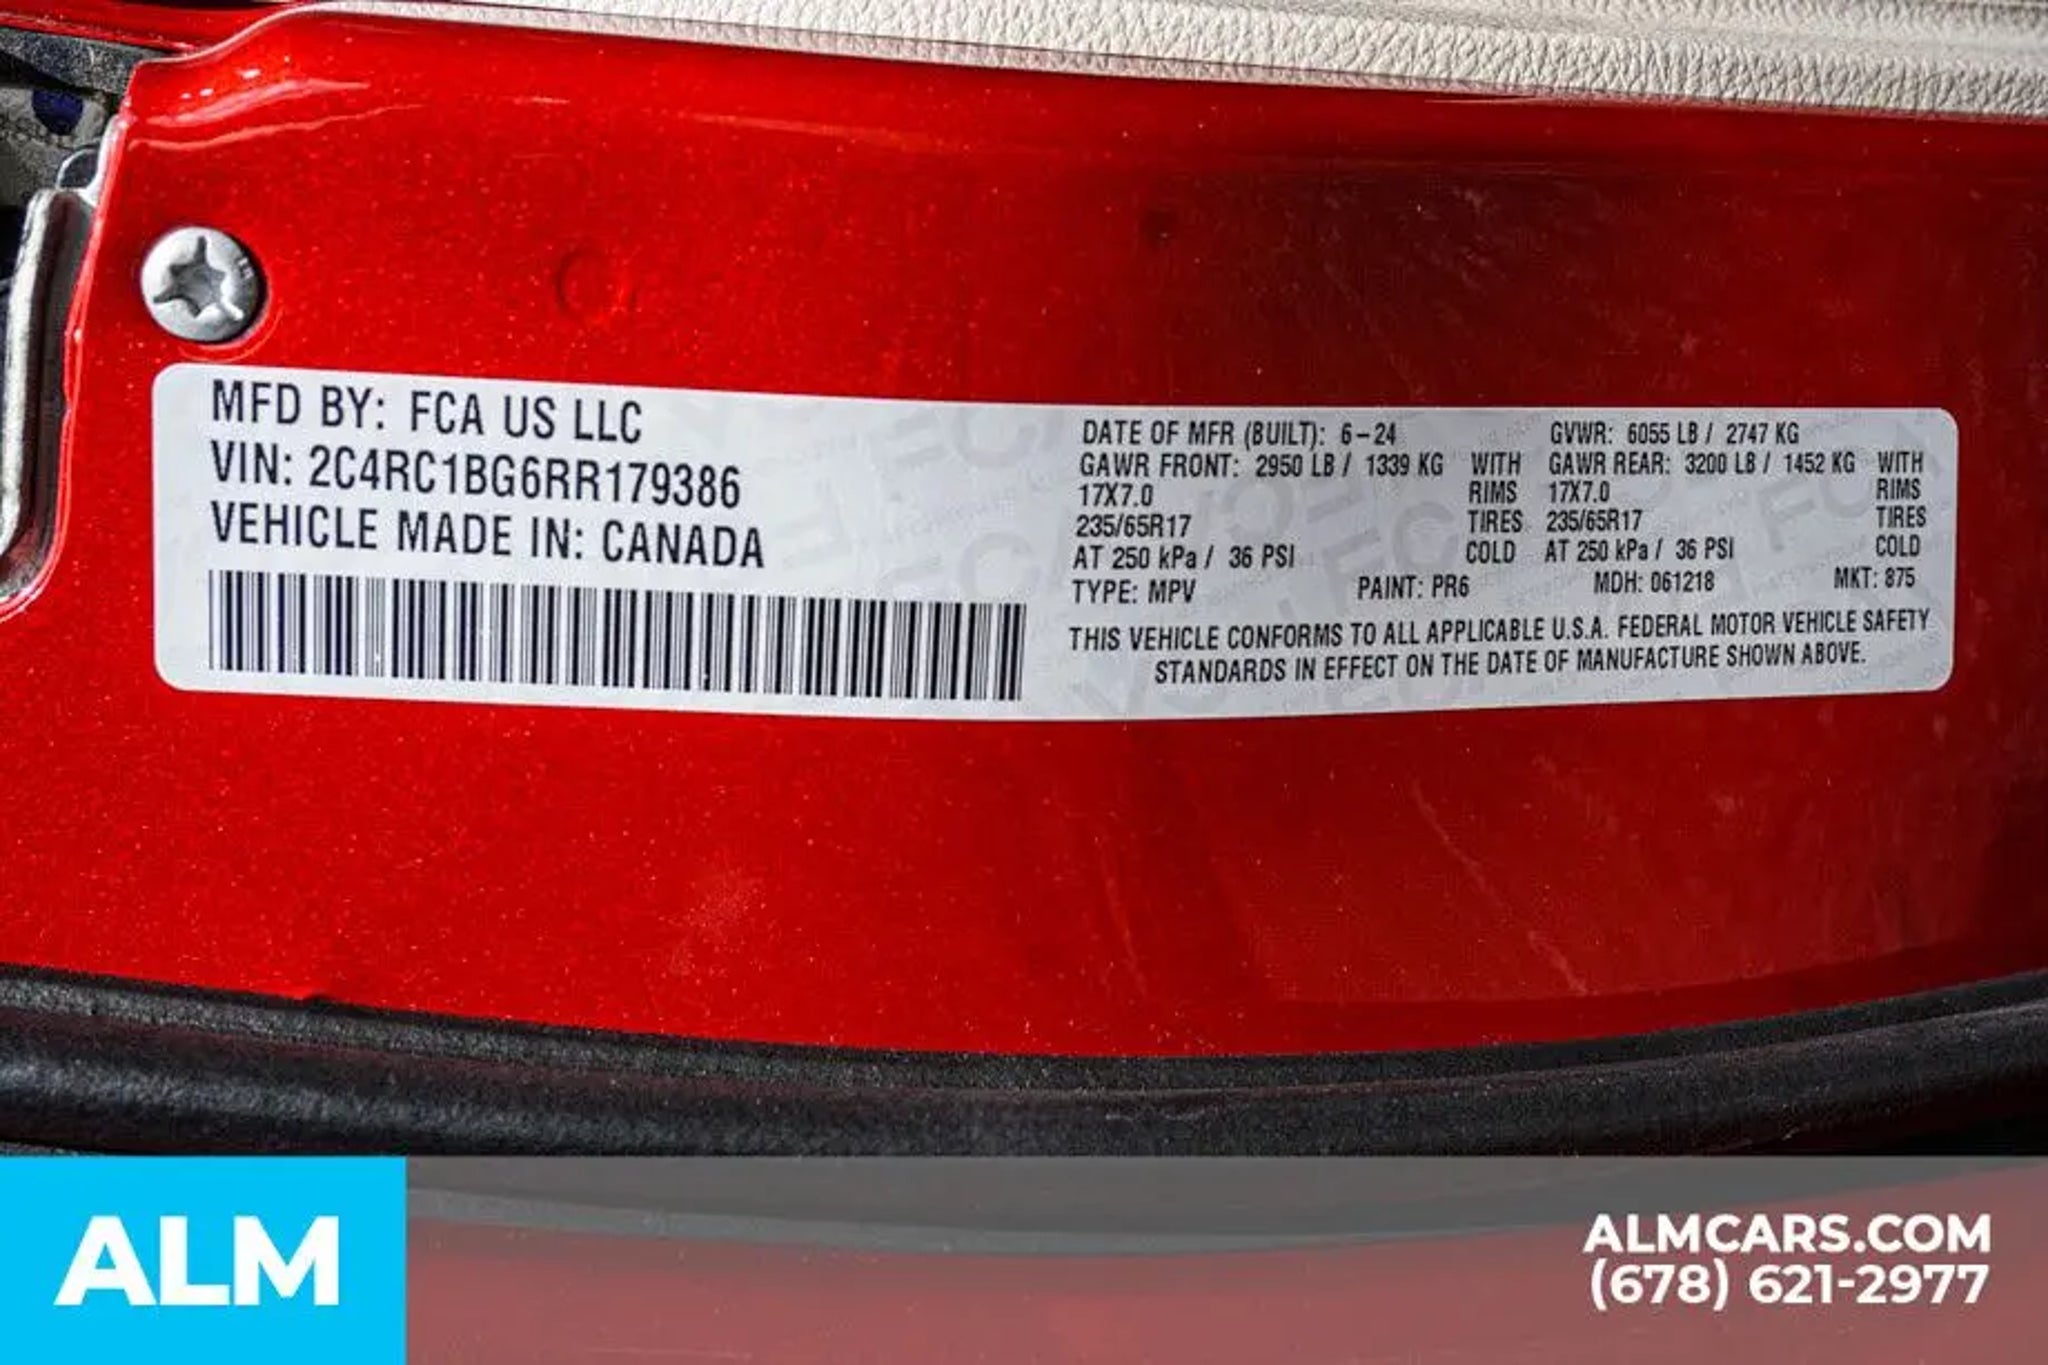 MFD BY: FCA US LLC
VIN: 2C4RC1BG6RR179386
VEHICLE MADE IN: CANADA
DATE OF MFR (BUILT): 6-24 GVWR: 6055 LB / 2747 KG
GAWR FRONT: 2950 LB / 1339 KG WITH GAWR REAR: 3200 LB / 1452 KG WITH
17X7.0 RIMS 17X7.0 RIMS
235/65R17 TIRES 235/65R17 TIRES
AT 250 kPa / 36 PSI COLD AT 250 kPa / 36 PSI COLD
TYPE: MPV PAINT: PR6 MDH: 061218 MKT: 875
THIS VEHICLE CONFORMS TO ALL APPLICABLE U.S.A. FEDERAL MOTOR VEHICLE SAFETY
STANDARDS IN EFFECT ON THE DATE OF MANUFACTURE SHOWN ABOVE.
ALM
ALMCARS.COM
(678) 621-2977